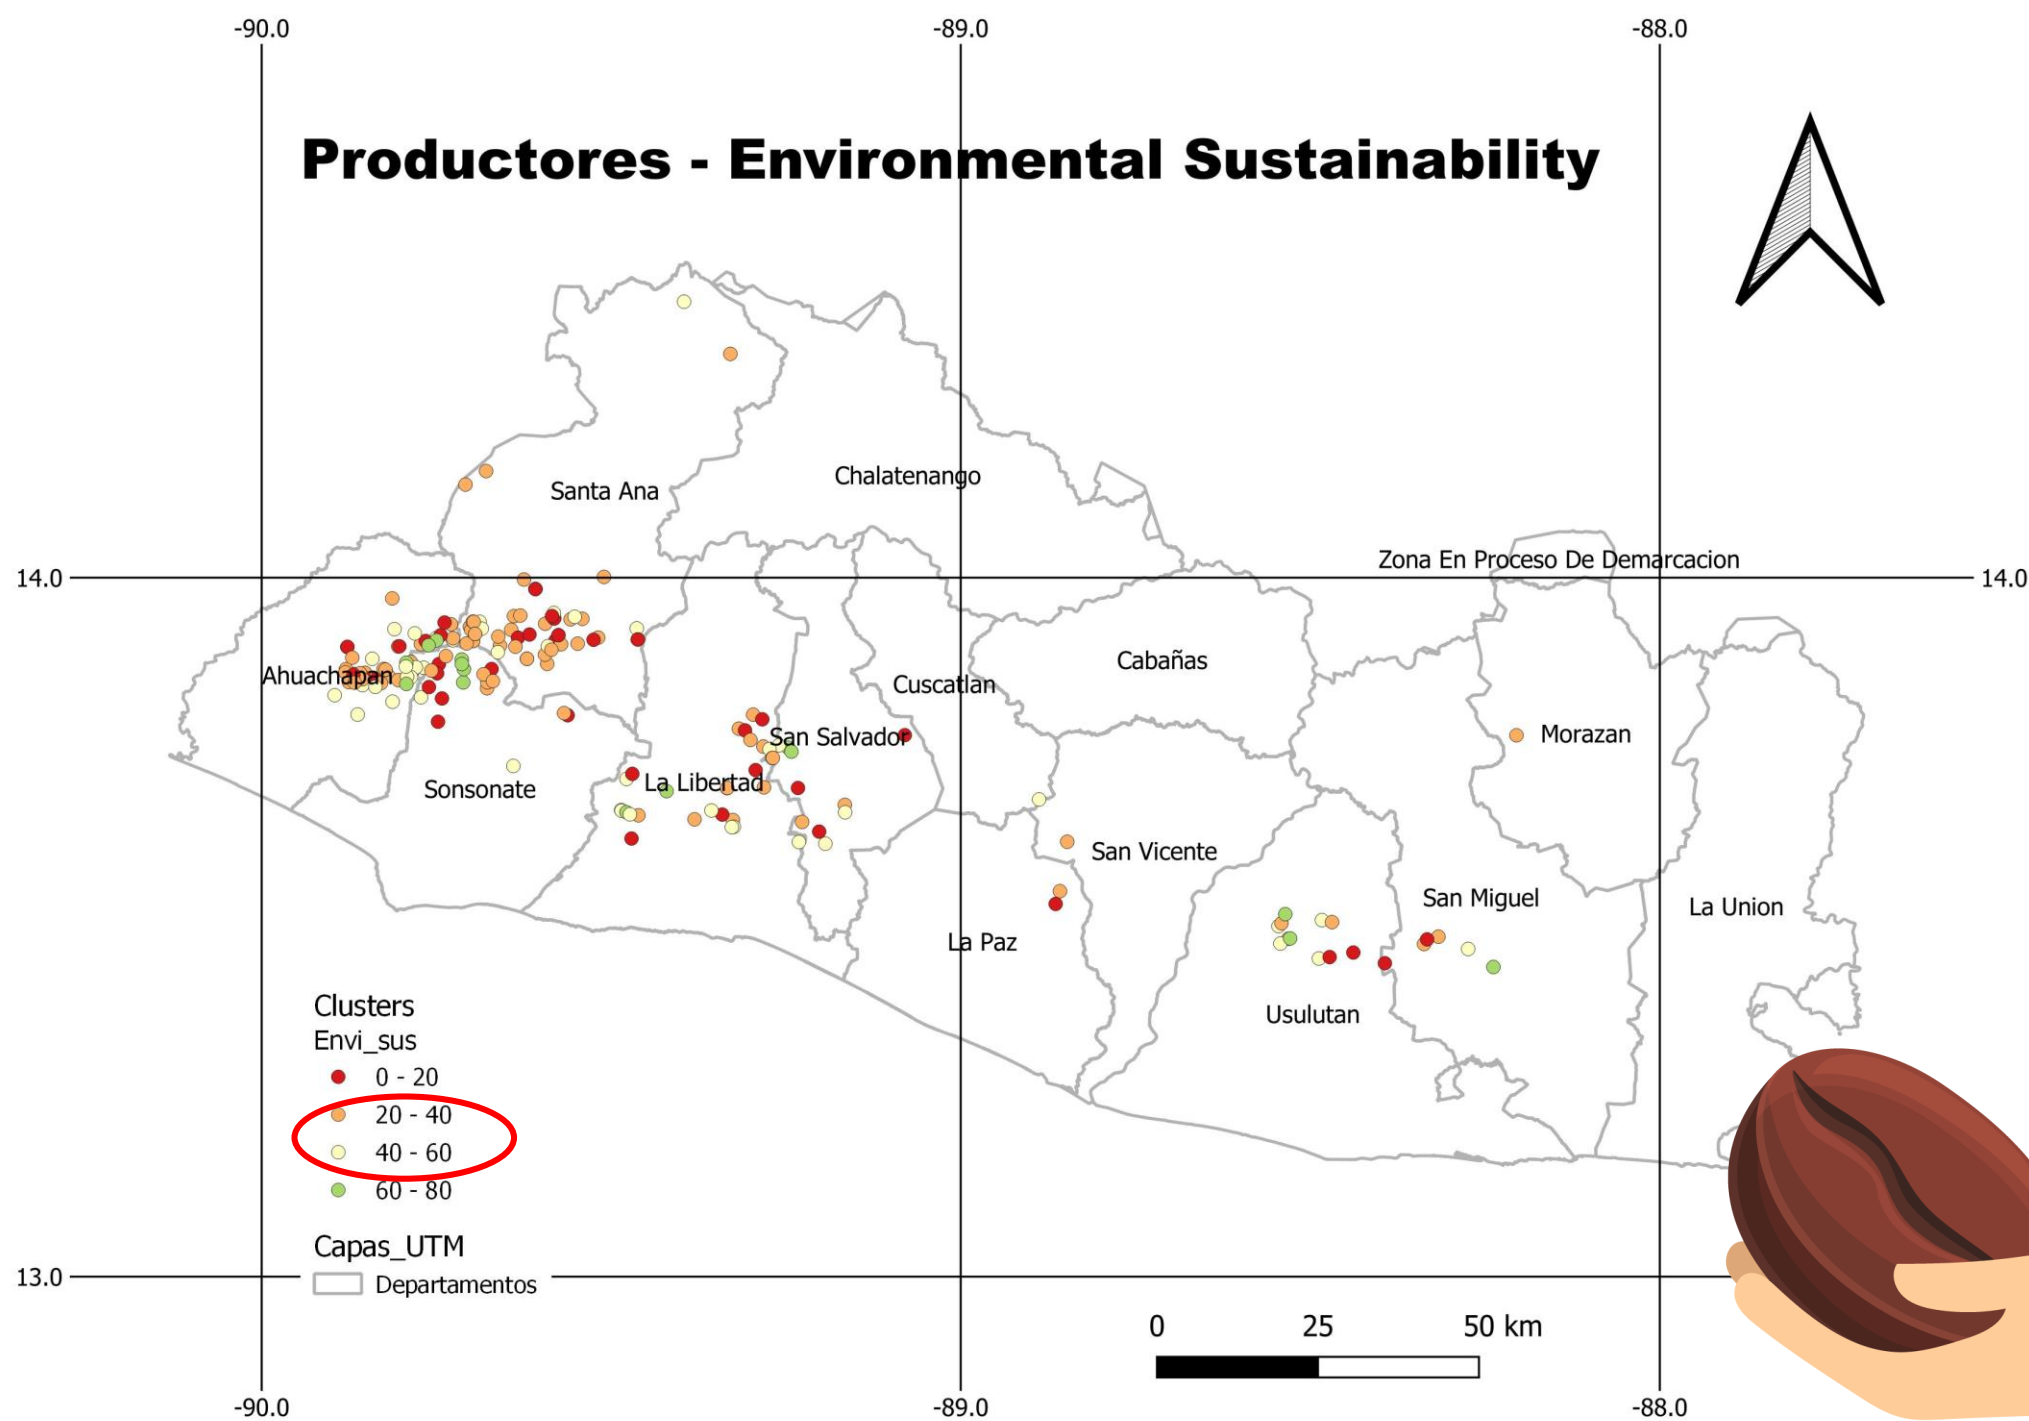 -90.0
-89.0
-88.0
Productores - Environmental Sustainability
Santa Ana
Chalatenango
Zona En Proceso De Demarcacion
14.0
14.0
Ahuachapan
Cabañas
Cuscatlan
San Salvador
Morazan
Sonsonate
La Libertad
San Vicente
San Miguel
La Union
La Paz
Usulutan
Clusters
Envi_sus
0 - 20
20 - 40
40 - 60
60 - 80
Capas_UTM
Departamentos
13.0
0
25
50 km
-90.0
-89.0
-88.0